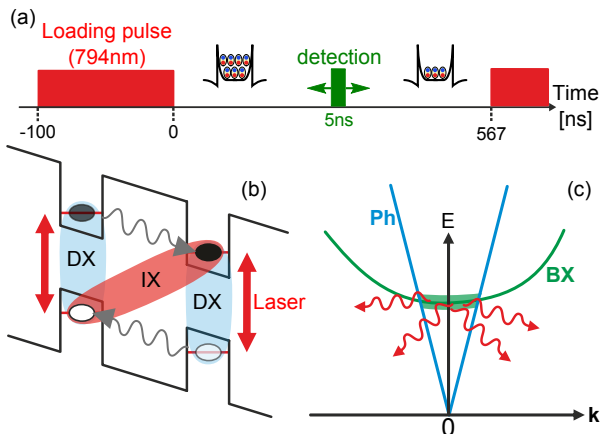 (a)
Loading pulse
(794nm)
detection
Time
[ns]
-100
0
5ns
567
(b)
DX
IX
DX
Laser
(c)
Ph
E
BX
0
k